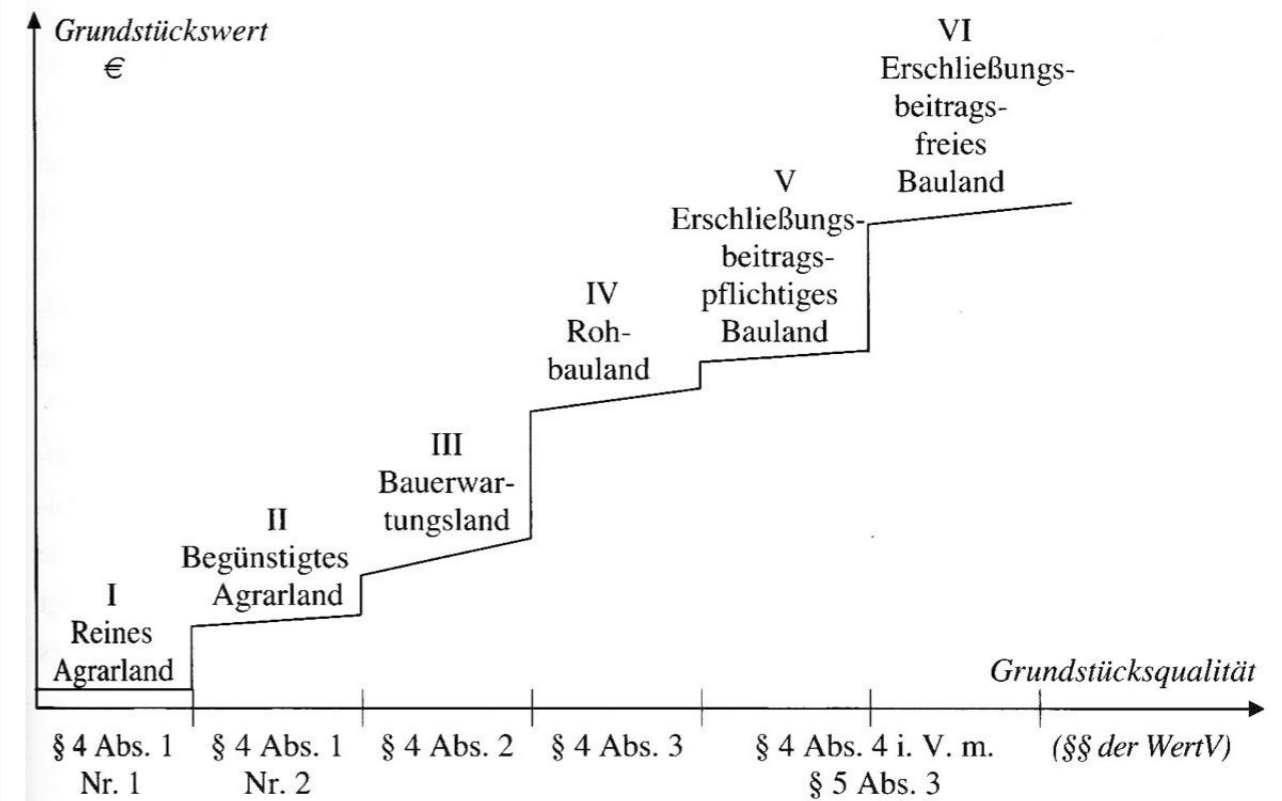 Grundstückswert
€
VI
Erschließungs-
beitrags-
freies
Bauland
V
Erschließungs-
beitrags-
pflichtiges
Bauland
IV
Roh-
bauland
III
Bauerwar-
tungsland
II
Begünstigtes
Agrarland
I
Reines
Agrarland
Grundstücksqualität
§ 4 Abs. 1
Nr. 1
§ 4 Abs. 1
Nr. 2
§ 4 Abs. 2
§ 4 Abs. 3
§ 4 Abs. 4 i. V. m.
§ 5 Abs. 3
(§§ der WertV)